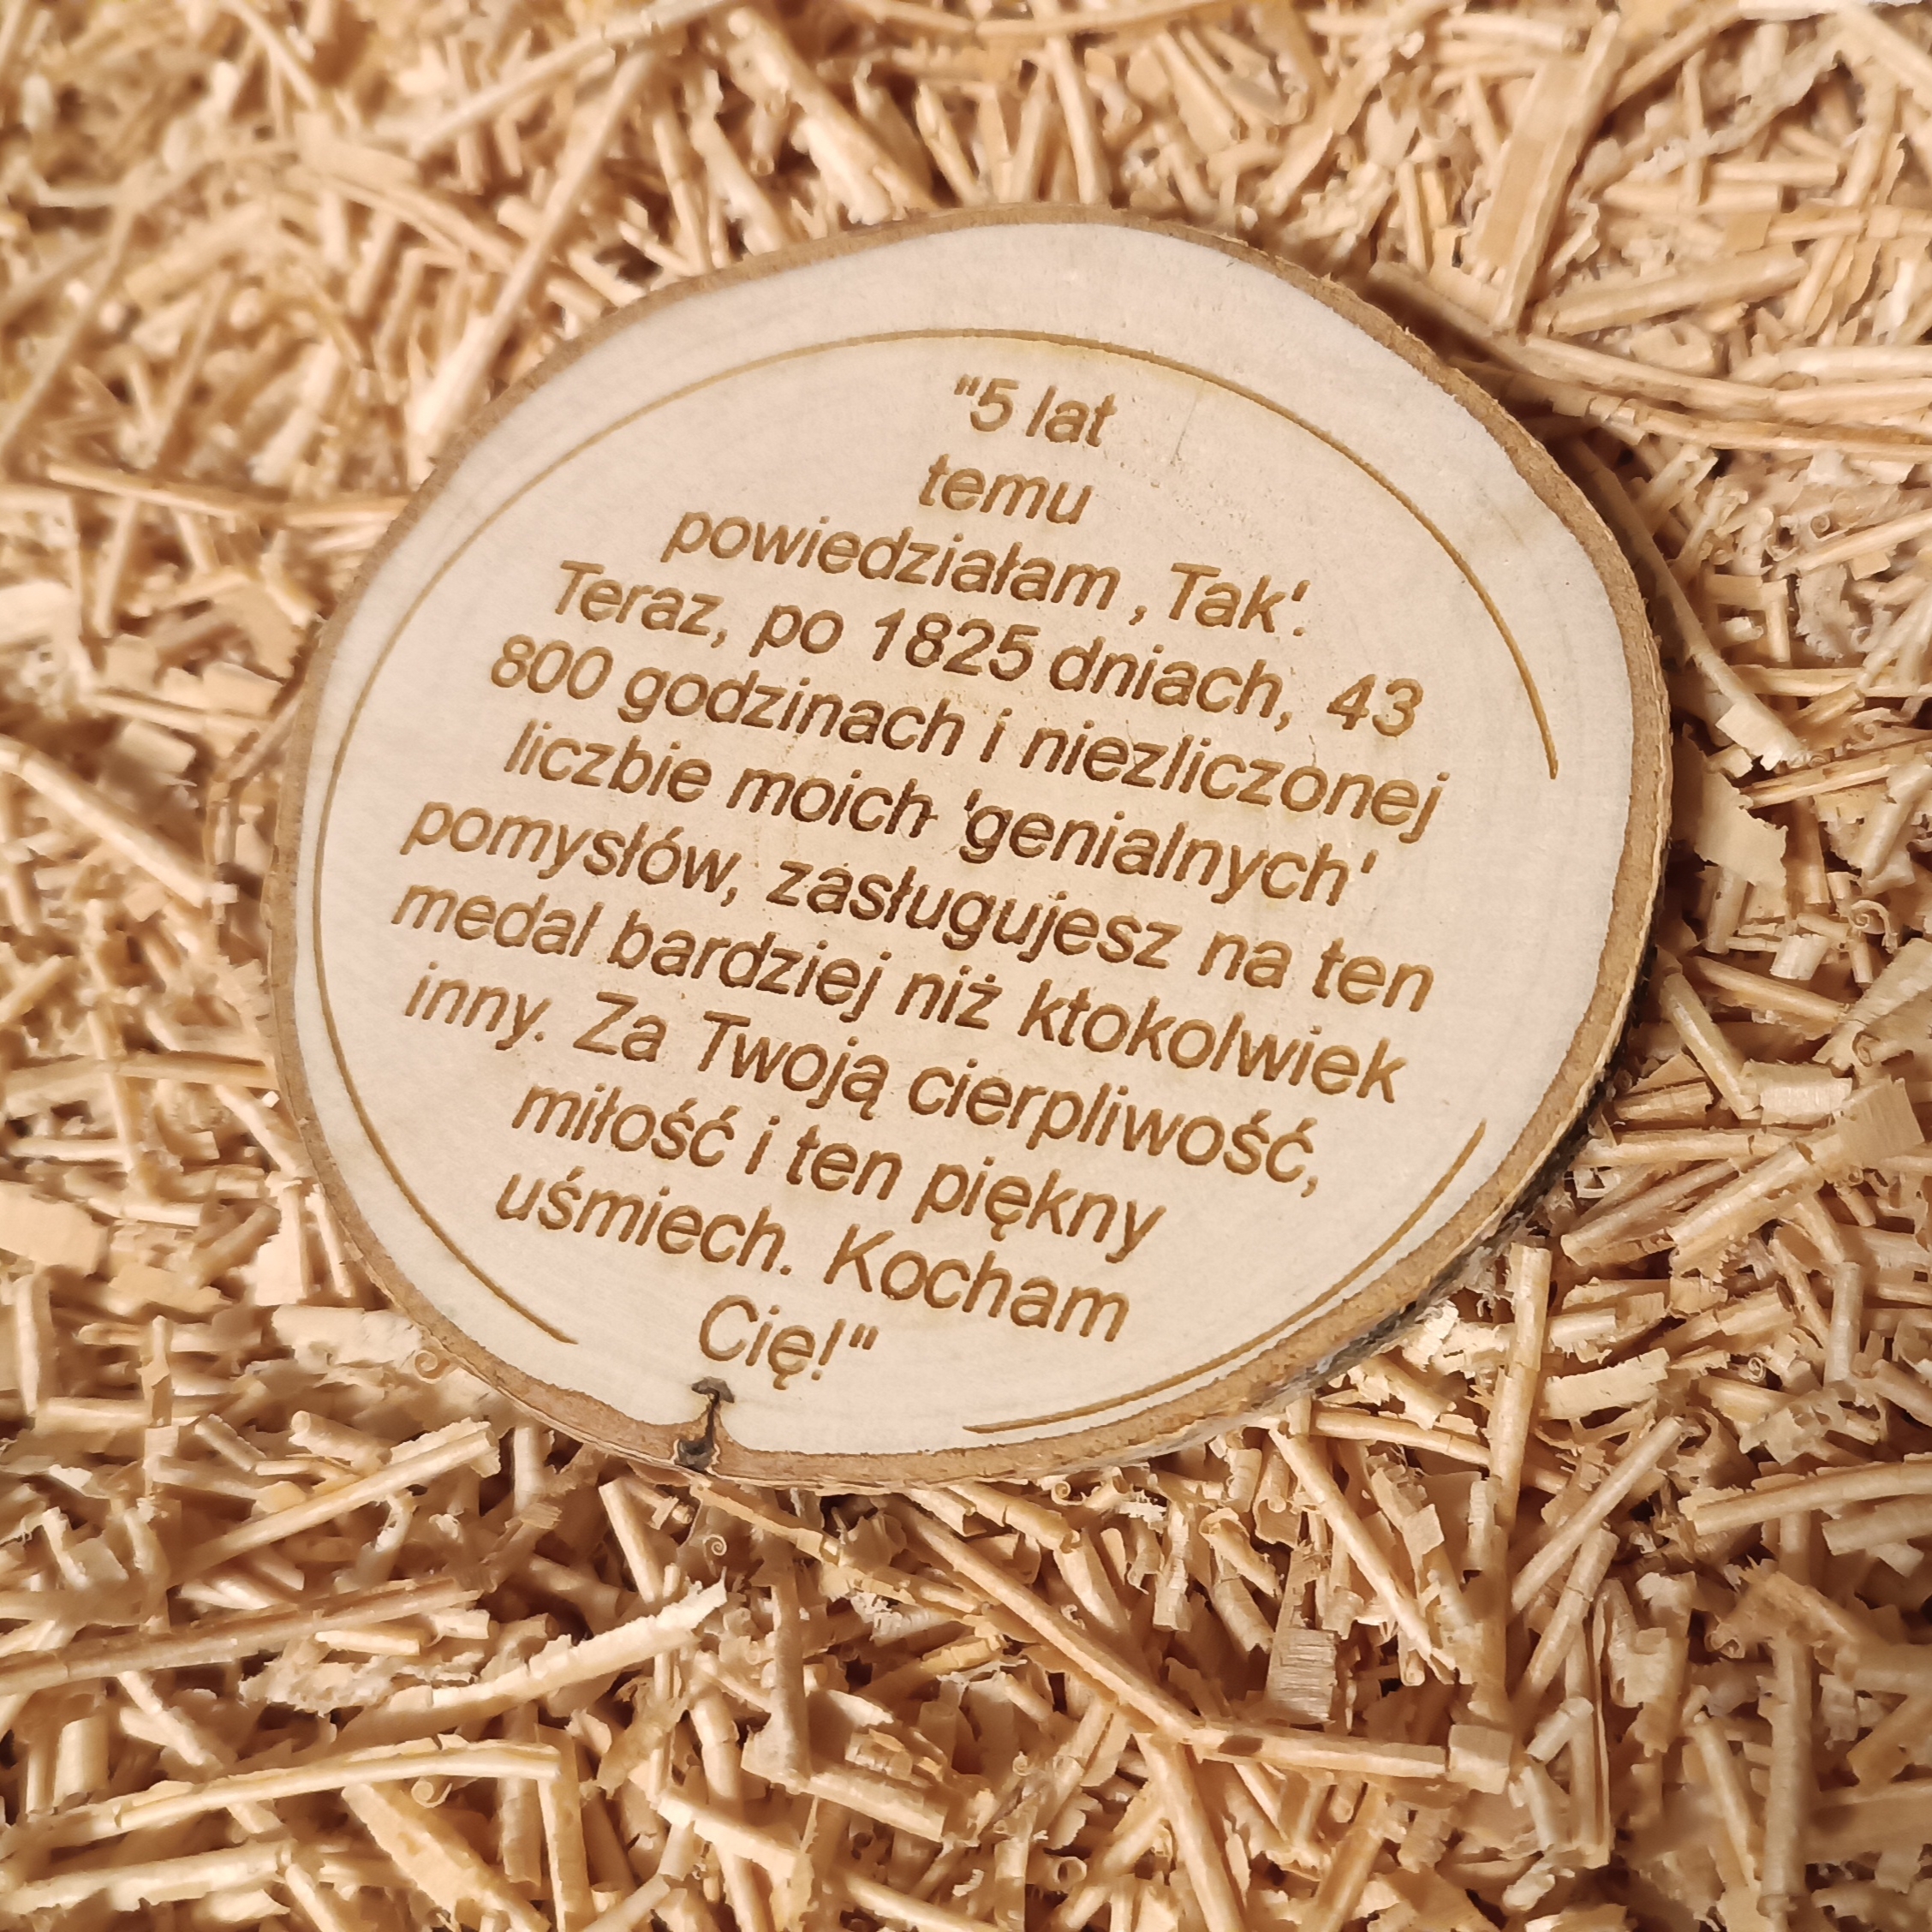 "5 lat
temu
powiedziałam ‚Tak'.
Teraz, po 1825 dniach, 43
800 godzinach i niezliczonej
liczbie moich 'genialnych'
pomysłów, zasługujesz na ten
medal bardziej niż ktokolwiek
inny. Za Twoją cierpliwość,
miłość i ten piękny
uśmiech. Kocham
Cię!"